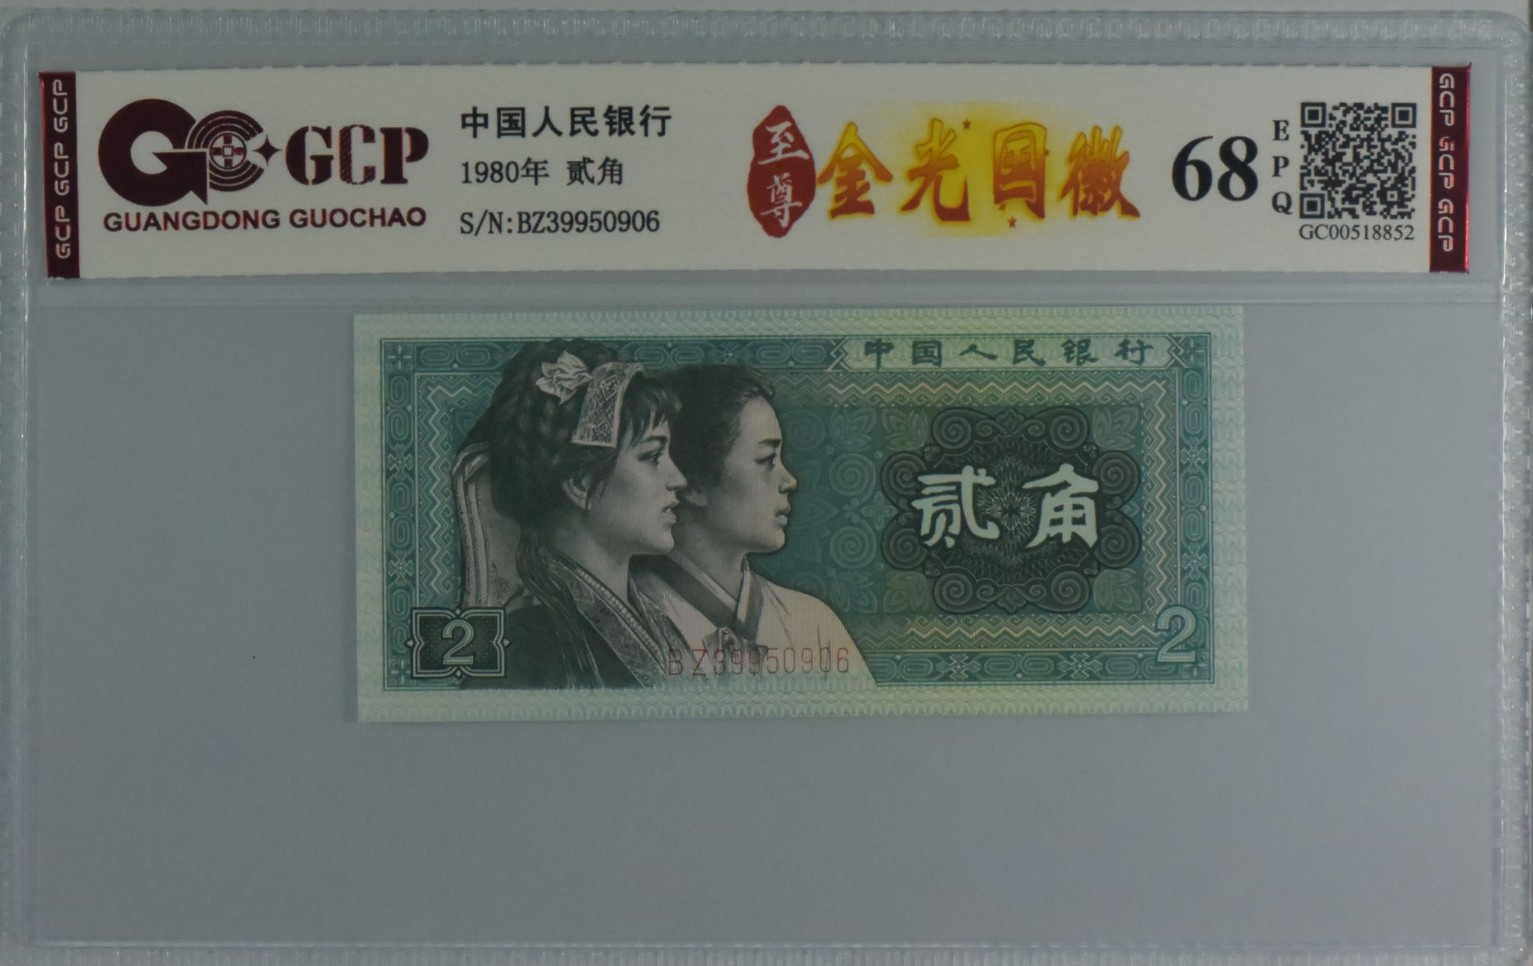 GCP GCP GCP
GCP
GUANGDONG GUOCHAO
中国人民银行
1980年 贰角
S/N:BZ39950906
至尊
金光国徽
68
EPQ
GC00518852
GCP GCP GCP
中国人民银行
贰角
2
BZ39950906
2